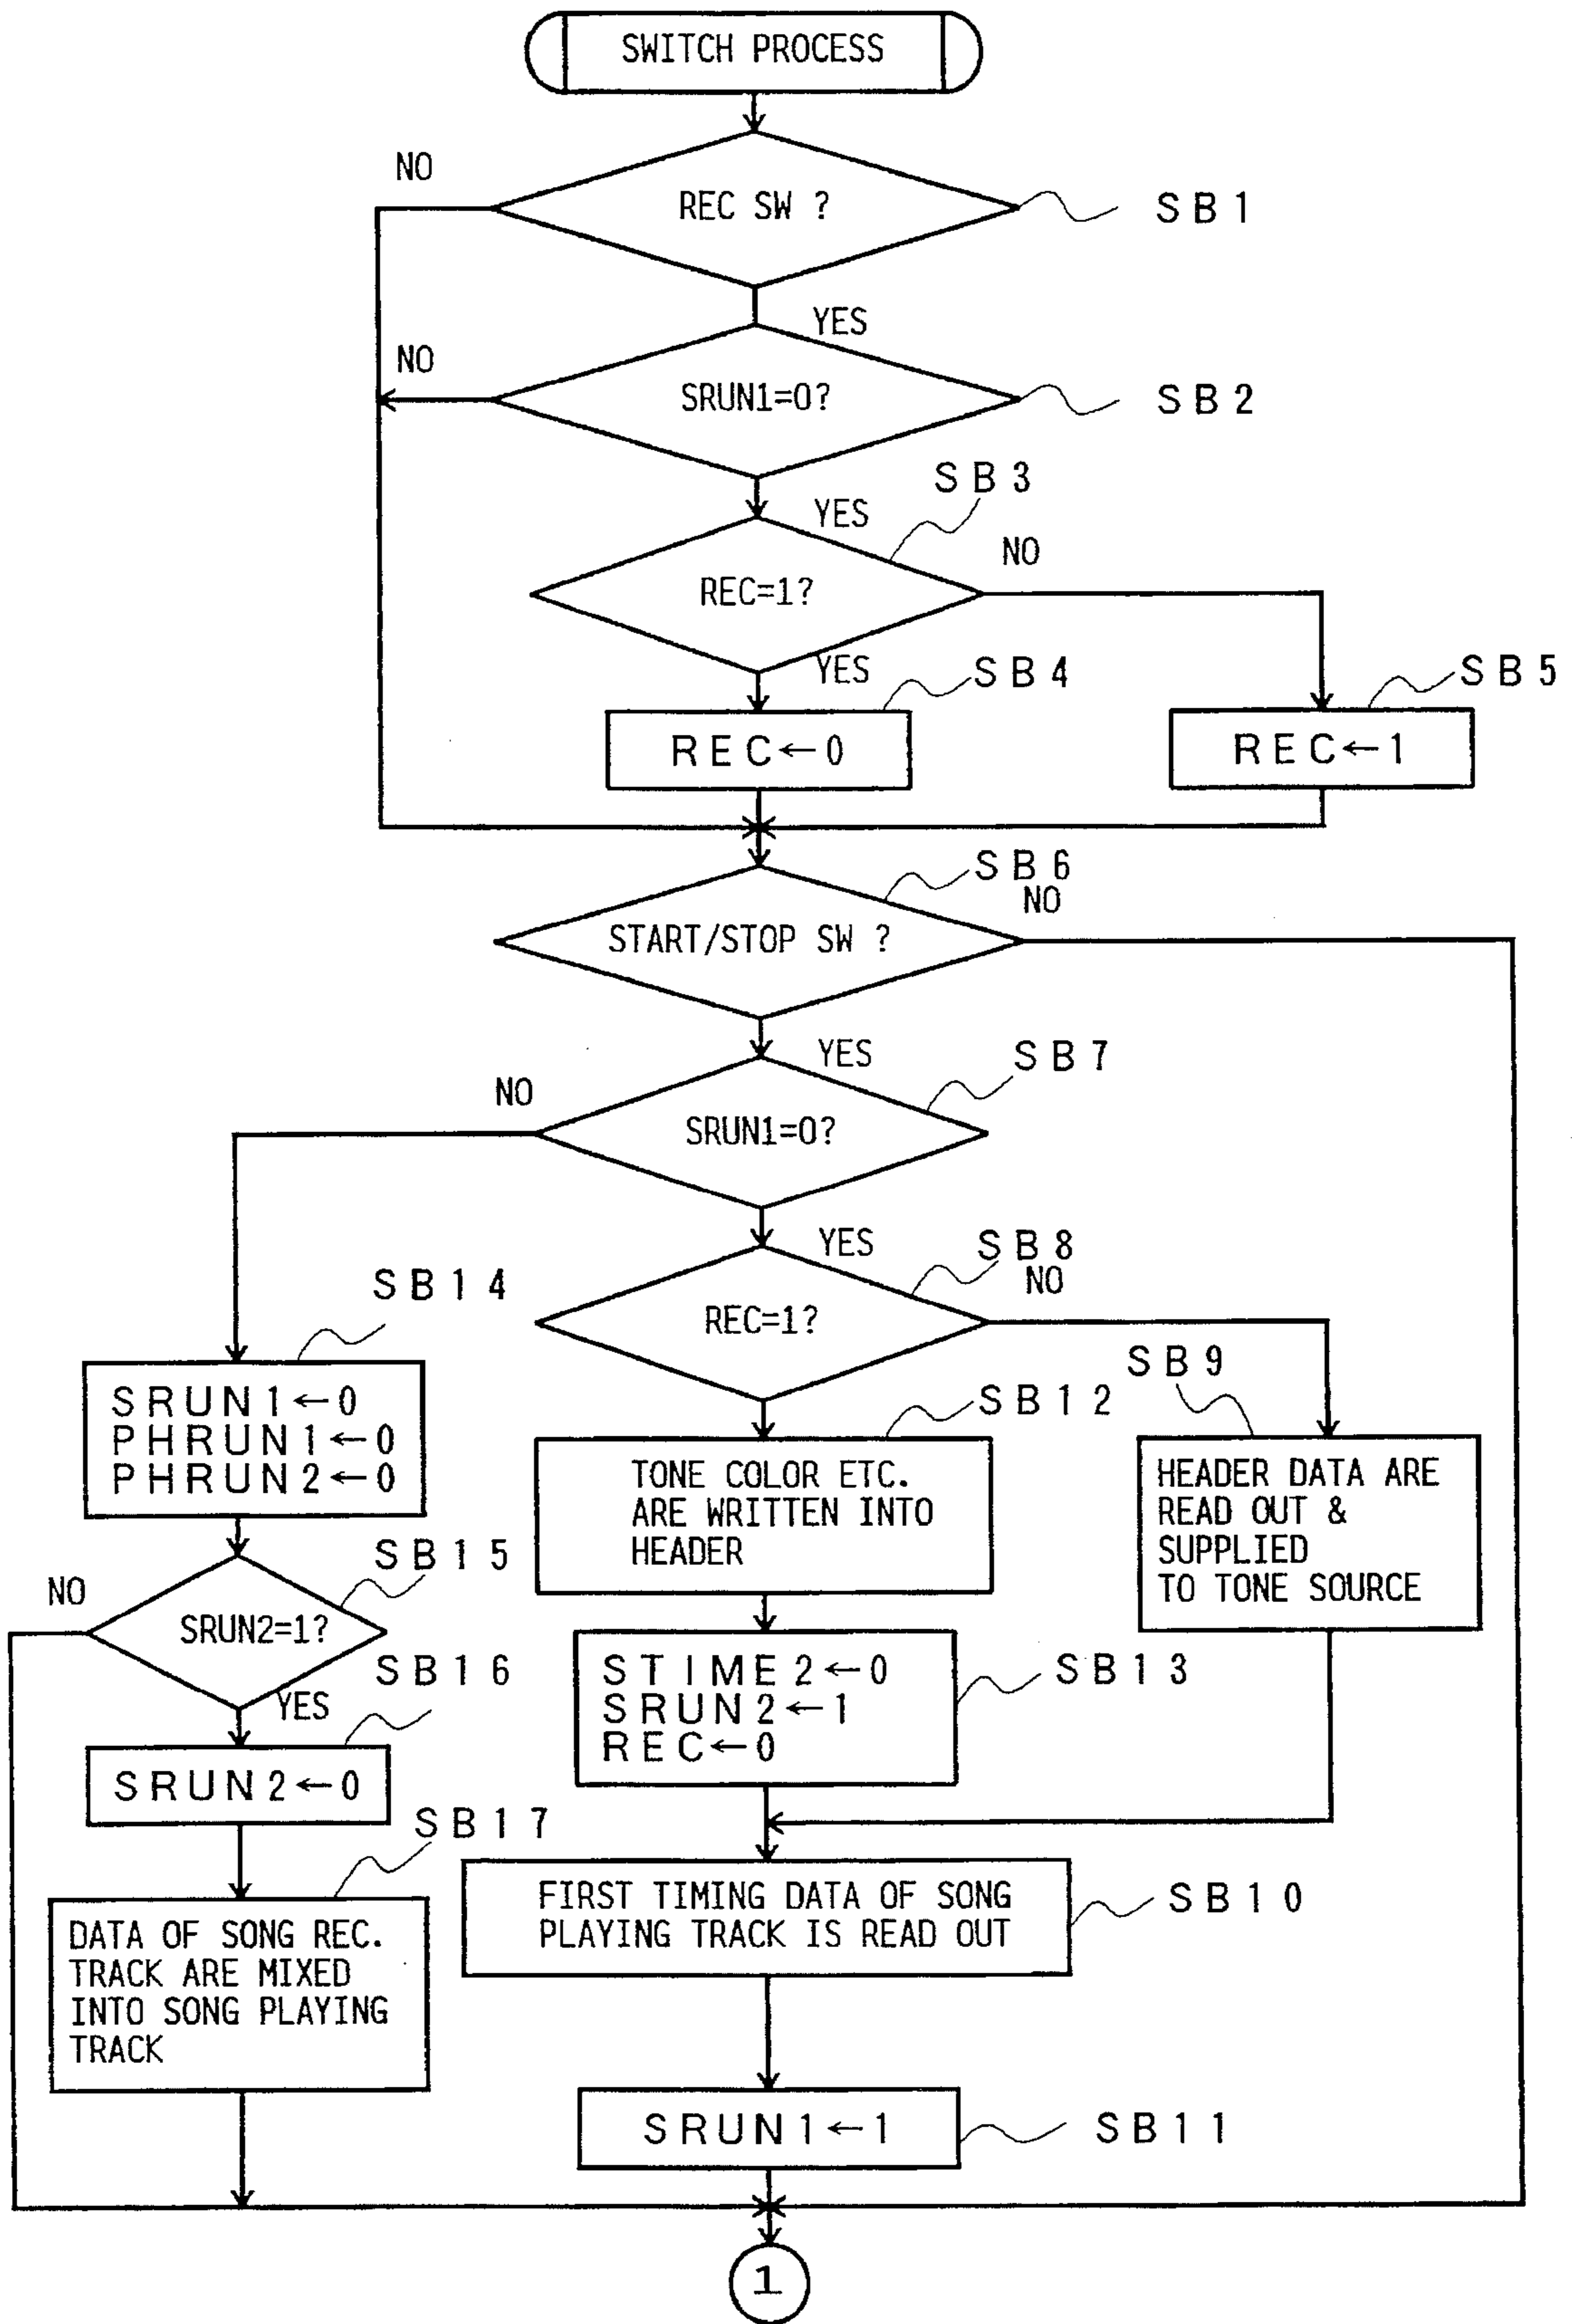 SWITCH PROCESS
NO
REC SW ?
SB1
YES
NO
SRUN1=0?
SB2
SB3
YES
NO
REC=1?
YES
SB4
SB5
REC←0
REC←1
SB6
NO
START/STOP SW ?
YES
SB7
NO
SRUN1=0?
YES
SB8
NO
SB14
REC=1?
SB9
SB12
SRUN1←0
PHRUN1←0
PHRUN2←0
TONE COLOR ETC.
ARE WRITTEN INTO
HEADER
HEADER DATA ARE
READ OUT &
SUPPLIED
TO TONE SOURCE
SB15
NO
SRUN2=1?
SB16
YES
STIME2←0
SRUN2←1
REC←0
SB13
SRUN2←0
SB17
FIRST TIMING DATA OF SONG
PLAYING TRACK IS READ OUT
SB10
DATA OF SONG REC.
TRACK ARE MIXED
INTO SONG PLAYING
TRACK
SRUN1←1
SB11
1